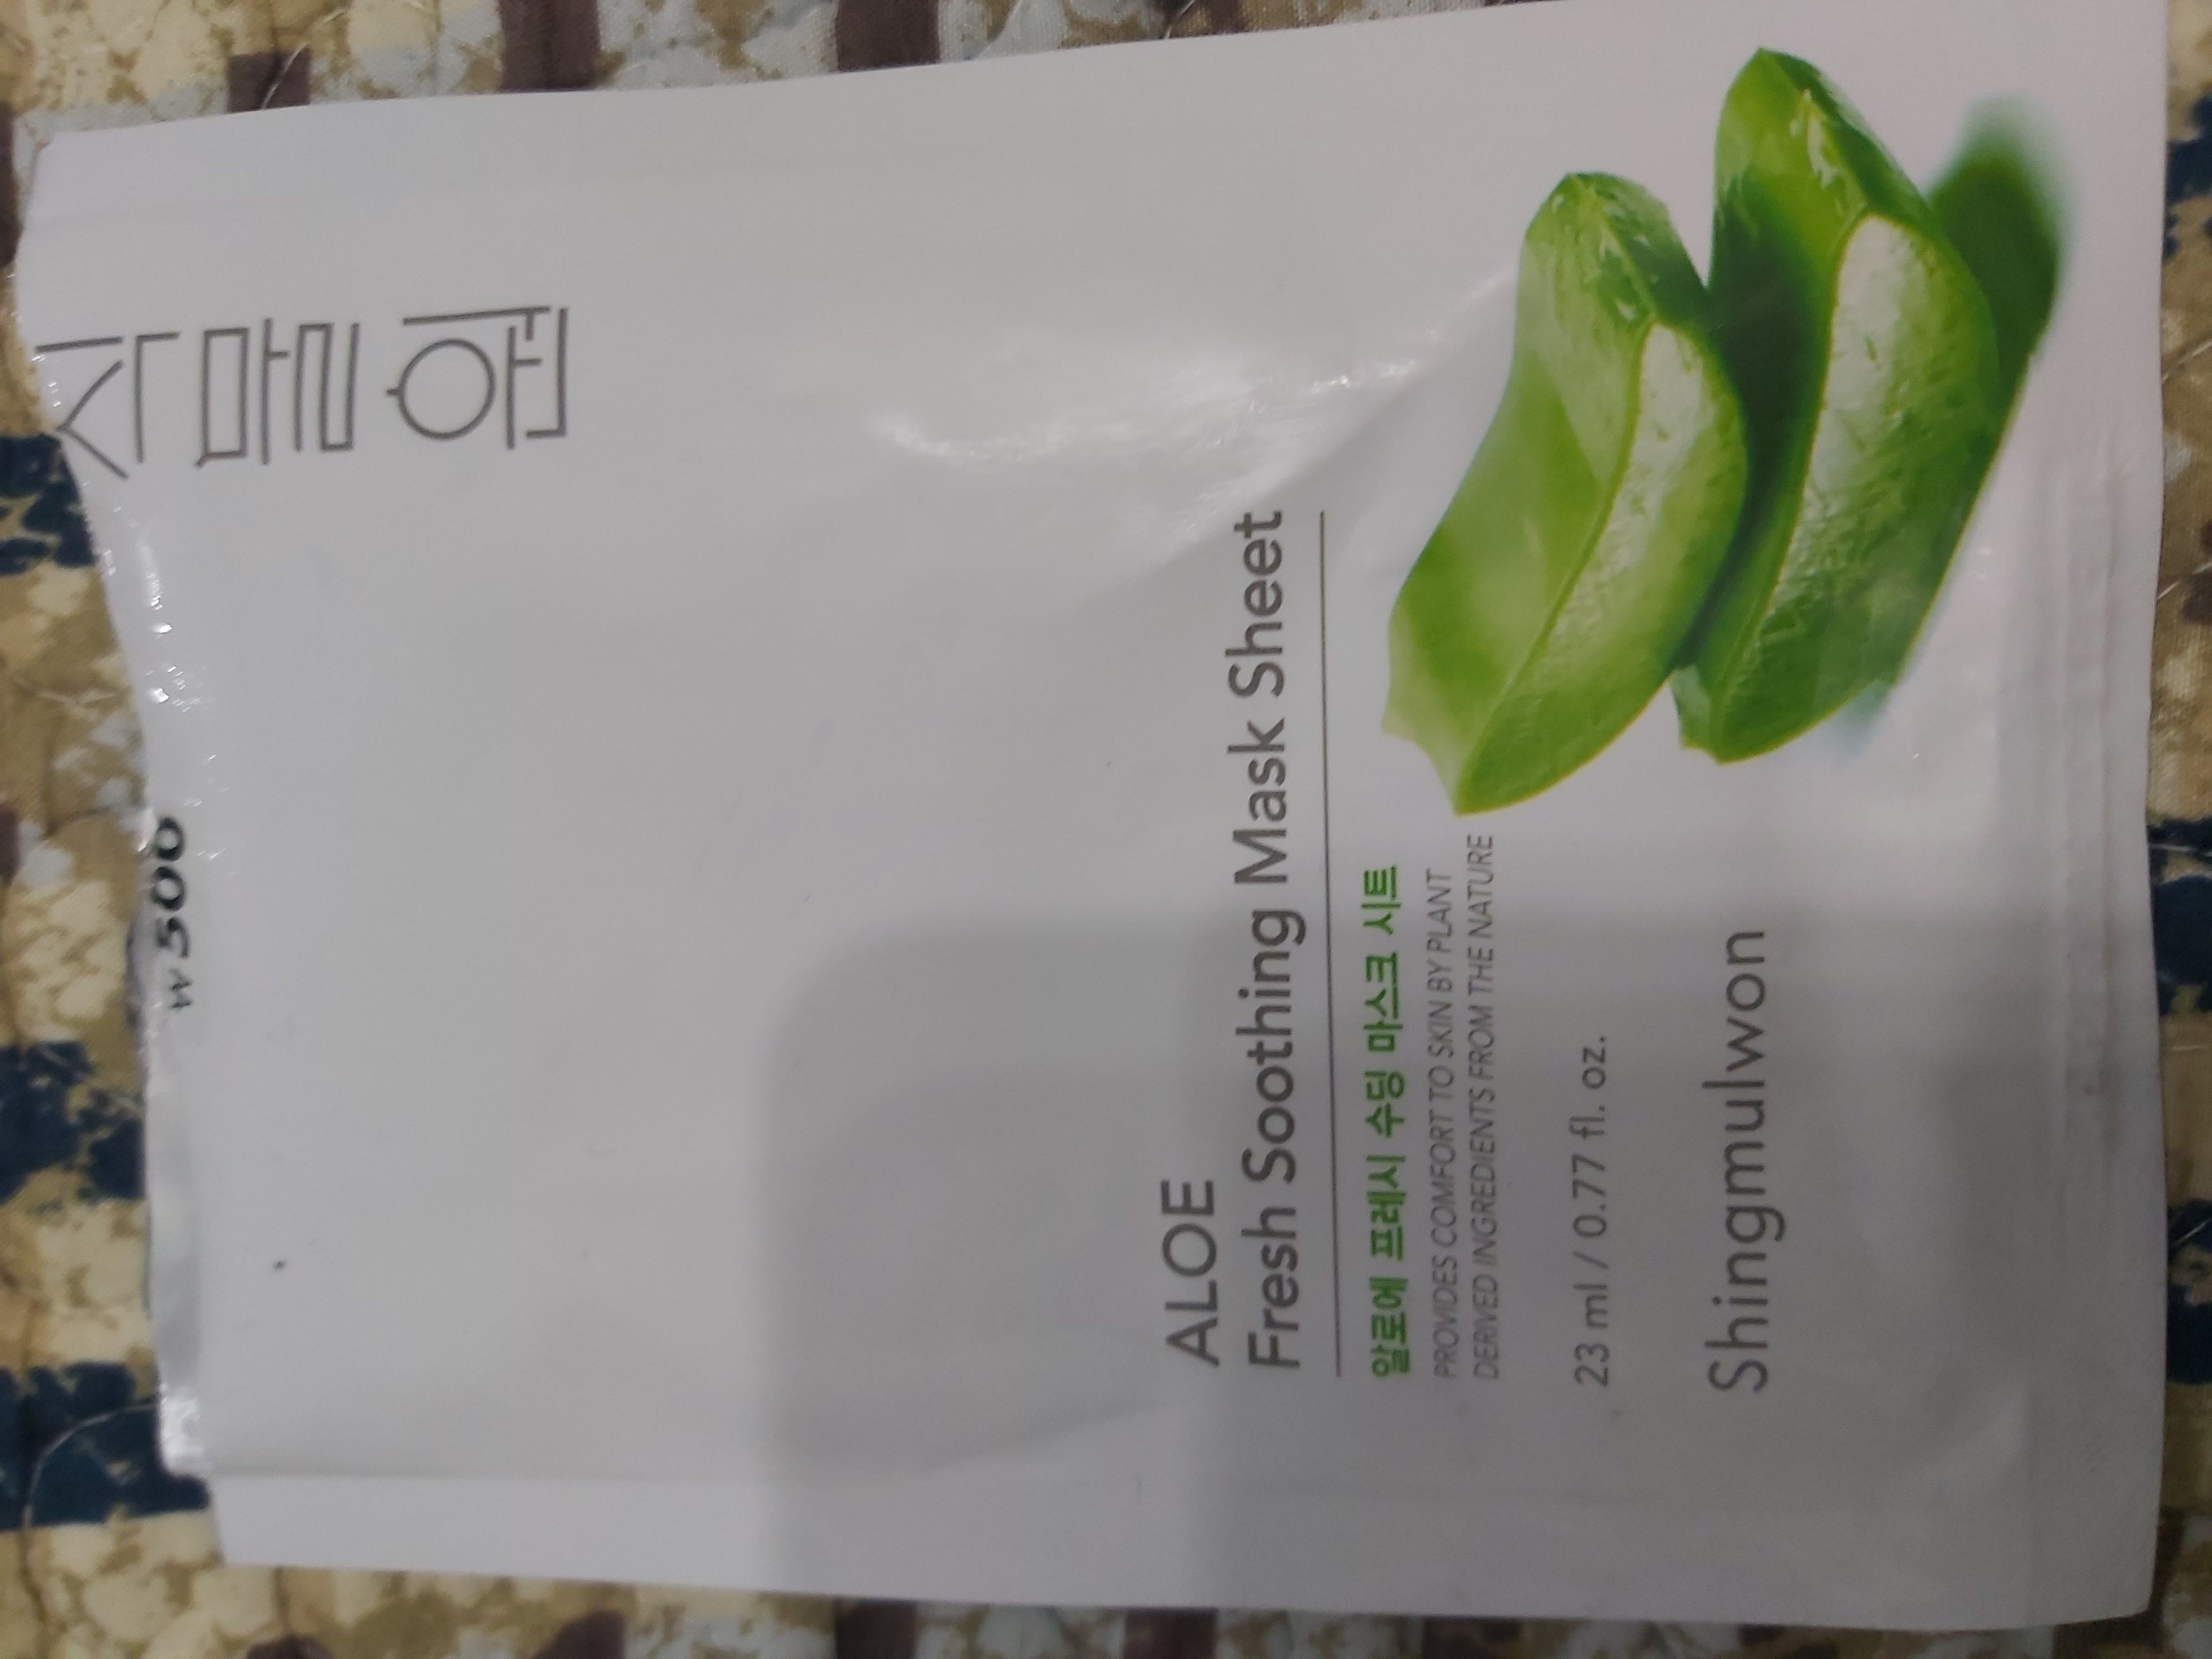 ₩500
식
물
원
ALOE
Fresh Soothing Mask Sheet
알로에 프레시 수딩 마스크 시트
PROVIDES COMFORT TO SKIN BY PLANT
DERIVED INGREDIENTS FROM THE NATURE
23 ml / 0.77 fl. oz.
Shingmulwon